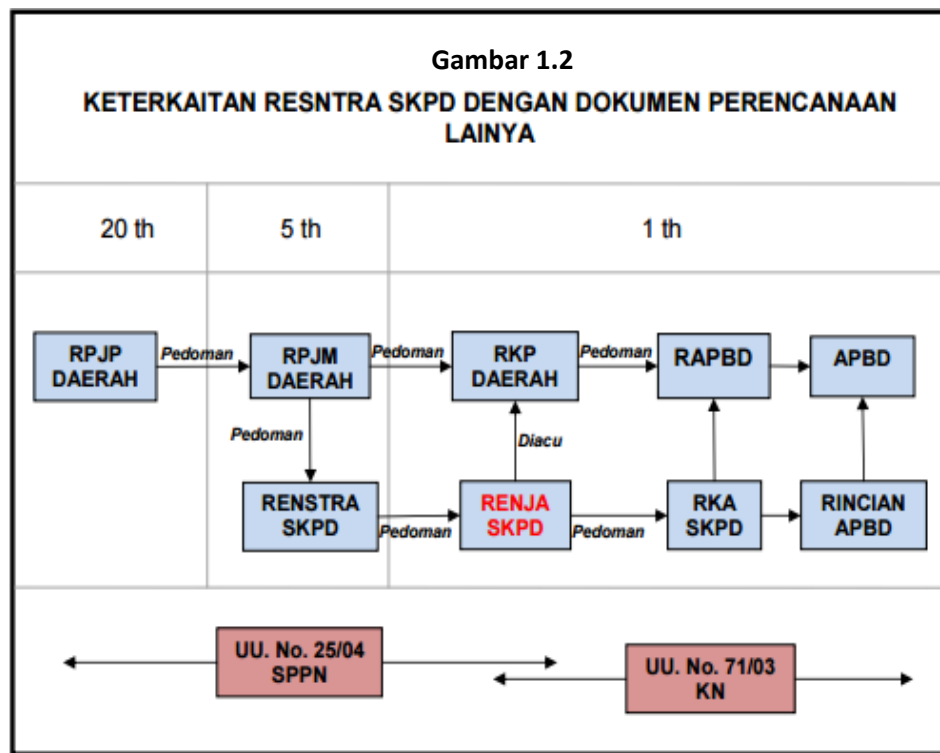 Gambar 1.2
KETERKAITAN RESNTRA SKPD DENGAN DOKUMEN PERENCANAAN
LAINYA
20 th
5 th
1 th
RPJP
DAERAH
Pedoman
RPJM
DAERAH
Pedoman
RKP
DAERAH
Pedoman
RAPBD
APBD
Pedoman
Diacu
RENSTRA
SKPD
Pedoman
RENJA
SKPD
Pedoman
RKA
SKPD
RINCIAN
APBD
UU. No. 25/04
SPPN
UU. No. 71/03
KN